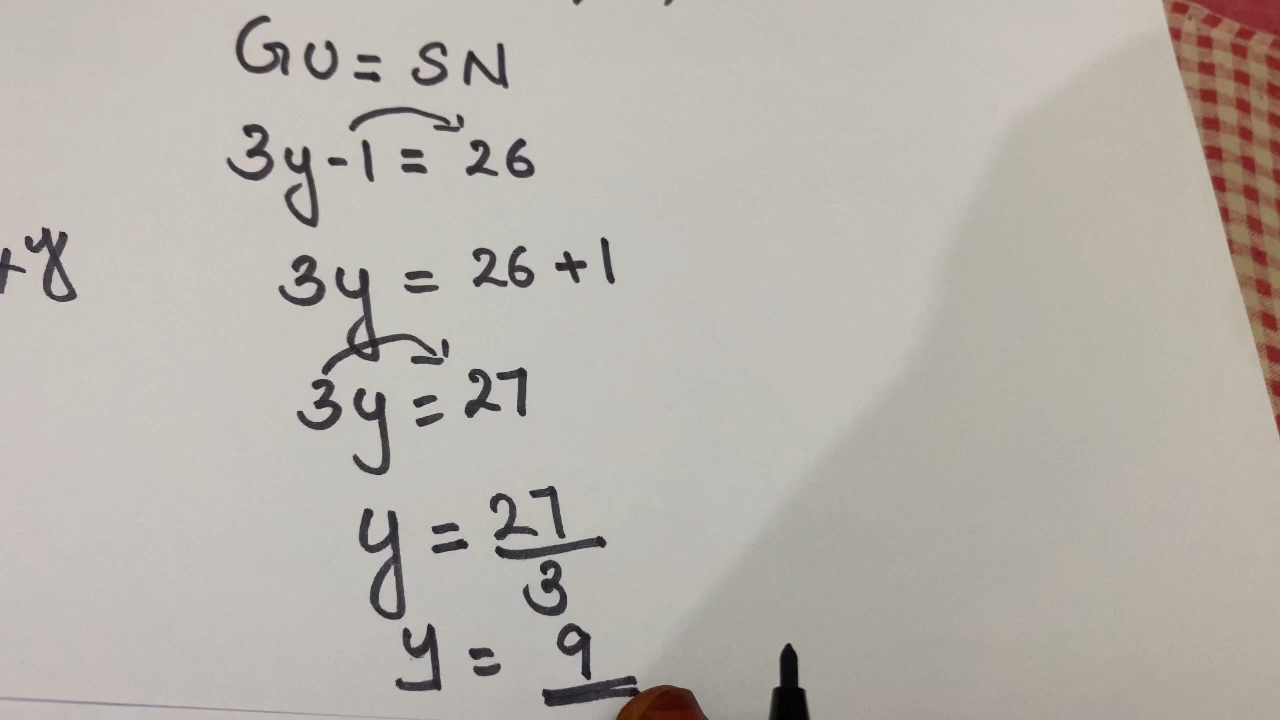 GU = SN
3y - 1 = 26
+y
3y = 26 + 1
3y = 27
y = 27/3
y = 9